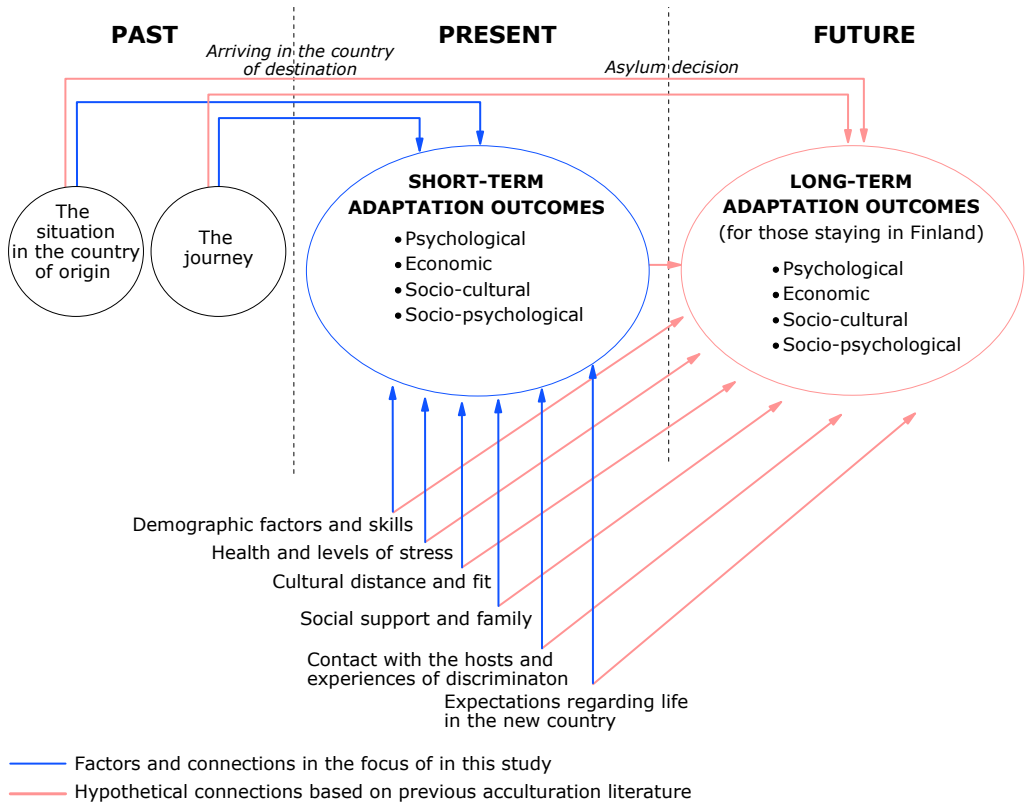 PAST
PRESENT
FUTURE
Arriving in the country
of destination
Asylum decision
The
situation
in the country
of origin
The
journey
SHORT-TERM
ADAPTATION OUTCOMES
•Psychological
•Economic
•Socio-cultural
•Socio-psychological
LONG-TERM
ADAPTATION OUTCOMES
(for those staying in Finland)
•Psychological
•Economic
•Socio-cultural
•Socio-psychological
Demographic factors and skills
Health and levels of stress
Cultural distance and fit
Social support and family
Contact with the hosts and
experiences of discriminaton
Expectations regarding life
in the new country
Factors and connections in the focus of in this study
Hypothetical connections based on previous acculturation literature